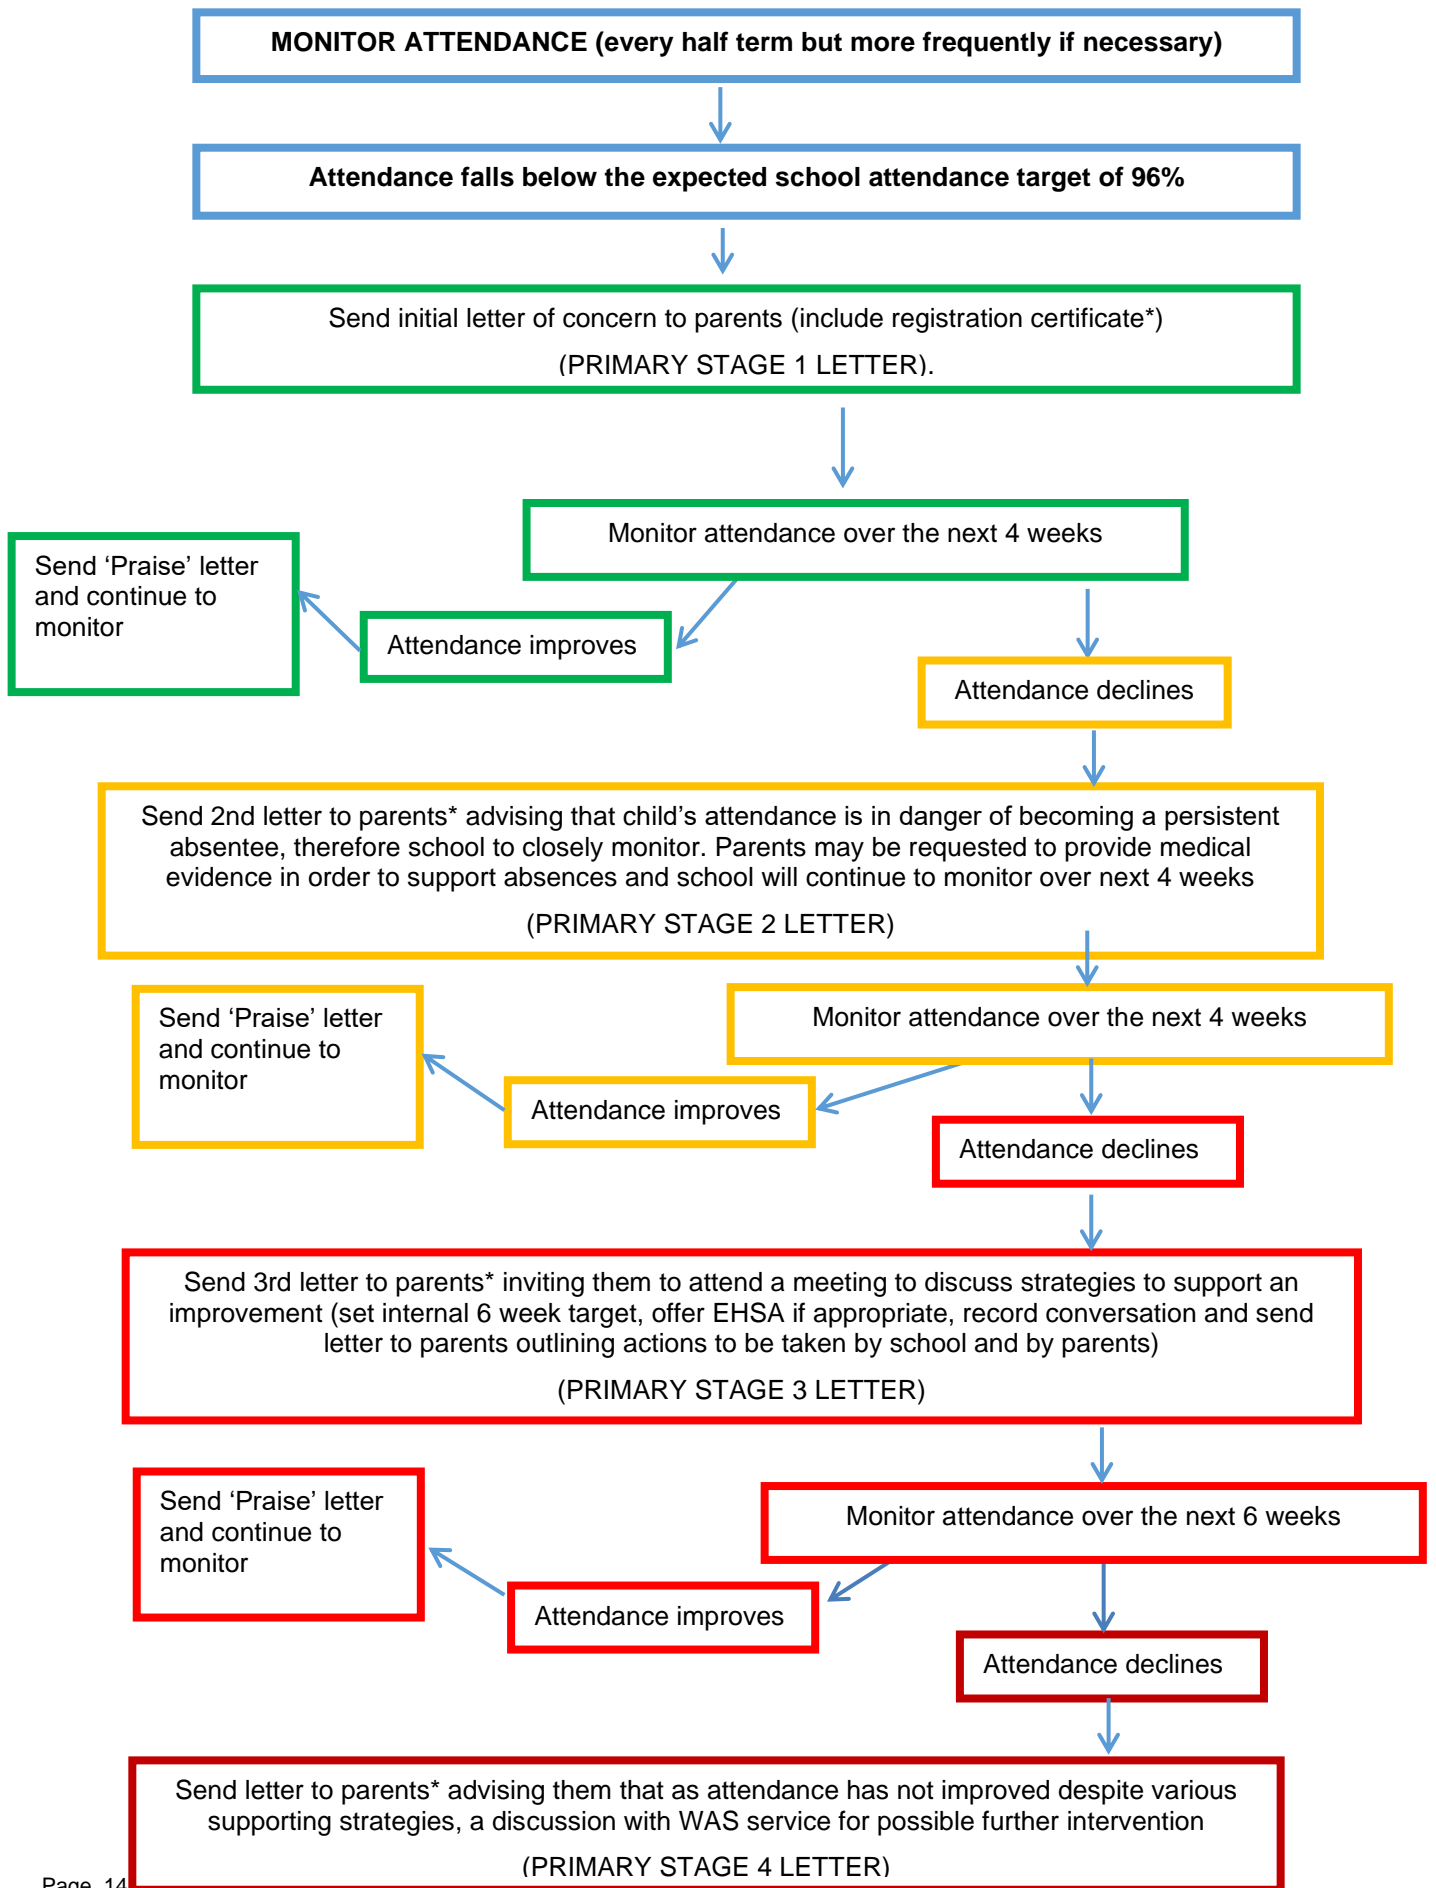 MONITOR ATTENDANCE (every half term but more frequently if necessary)
Attendance falls below the expected school attendance target of 96%
Send initial letter of concern to parents (include registration certificate*)
(PRIMARY STAGE 1 LETTER).
Monitor attendance over the next 4 weeks
Send ‘Praise’ letter
and continue to
monitor
Attendance improves
Attendance declines
Send 2nd letter to parents* advising that child’s attendance is in danger of becoming a persistent
absentee, therefore school to closely monitor. Parents may be requested to provide medical
evidence in order to support absences and school will continue to monitor over next 4 weeks
(PRIMARY STAGE 2 LETTER)
Monitor attendance over the next 4 weeks
Send ‘Praise’ letter
and continue to
monitor
Attendance improves
Attendance declines
Send 3rd letter to parents* inviting them to attend a meeting to discuss strategies to support an
improvement (set internal 6 week target, offer EHSA if appropriate, record conversation and send
letter to parents outlining actions to be taken by school and by parents)
(PRIMARY STAGE 3 LETTER)
Monitor attendance over the next 6 weeks
Send ‘Praise’ letter
and continue to
monitor
Attendance improves
Attendance declines
Send letter to parents* advising them that as attendance has not improved despite various
supporting strategies, a discussion with WAS service for possible further intervention
(PRIMARY STAGE 4 LETTER)
Page 14